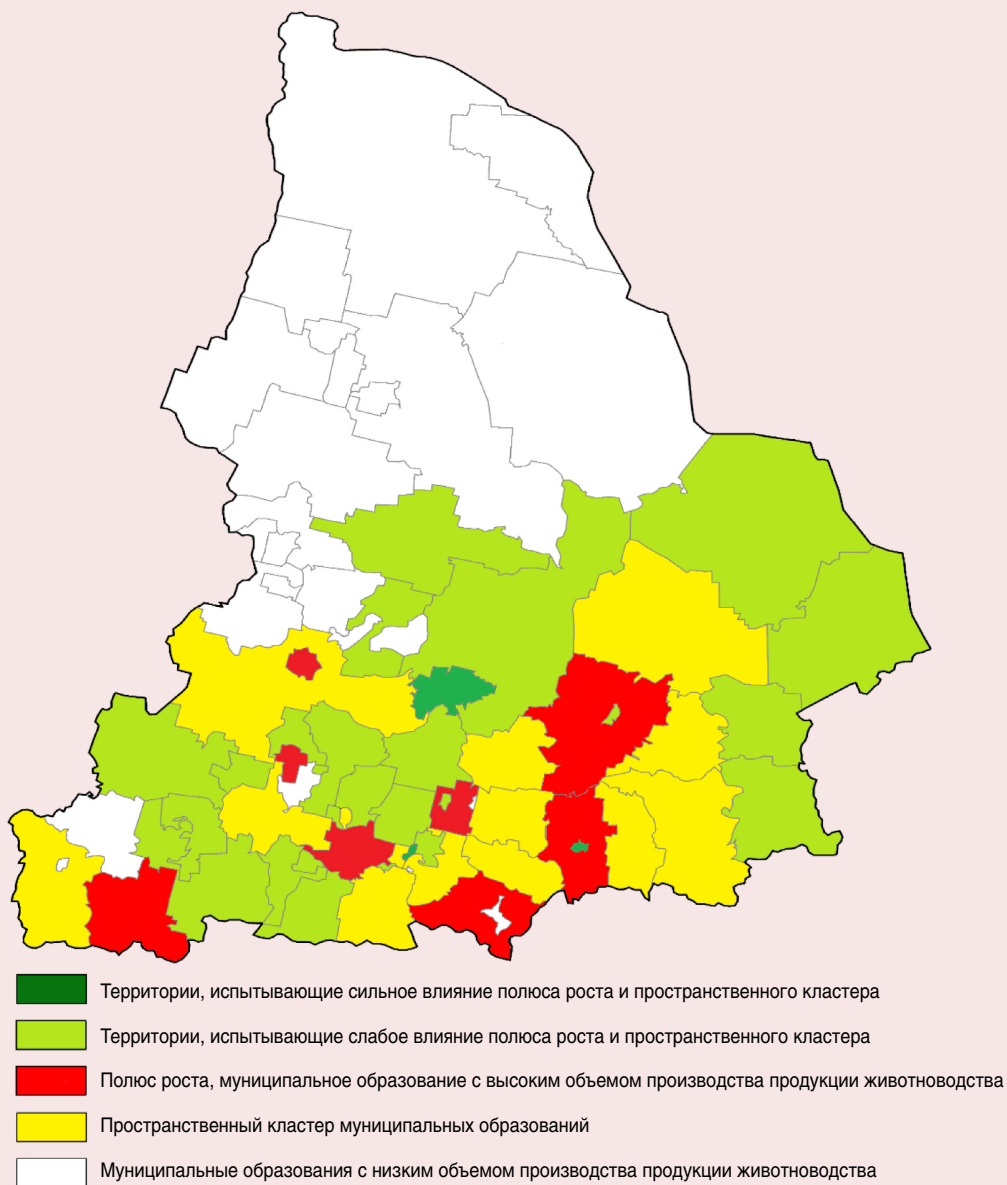 Территории, испытывающие сильное влияние полюса роста и пространственного кластера
Территории, испытывающие слабое влияние полюса роста и пространственного кластера
Полюс роста, муниципальное образование с высоким объемом производства продукции животноводства
Пространственный кластер муниципальных образований
Муниципальные образования с низким объемом производства продукции животноводства